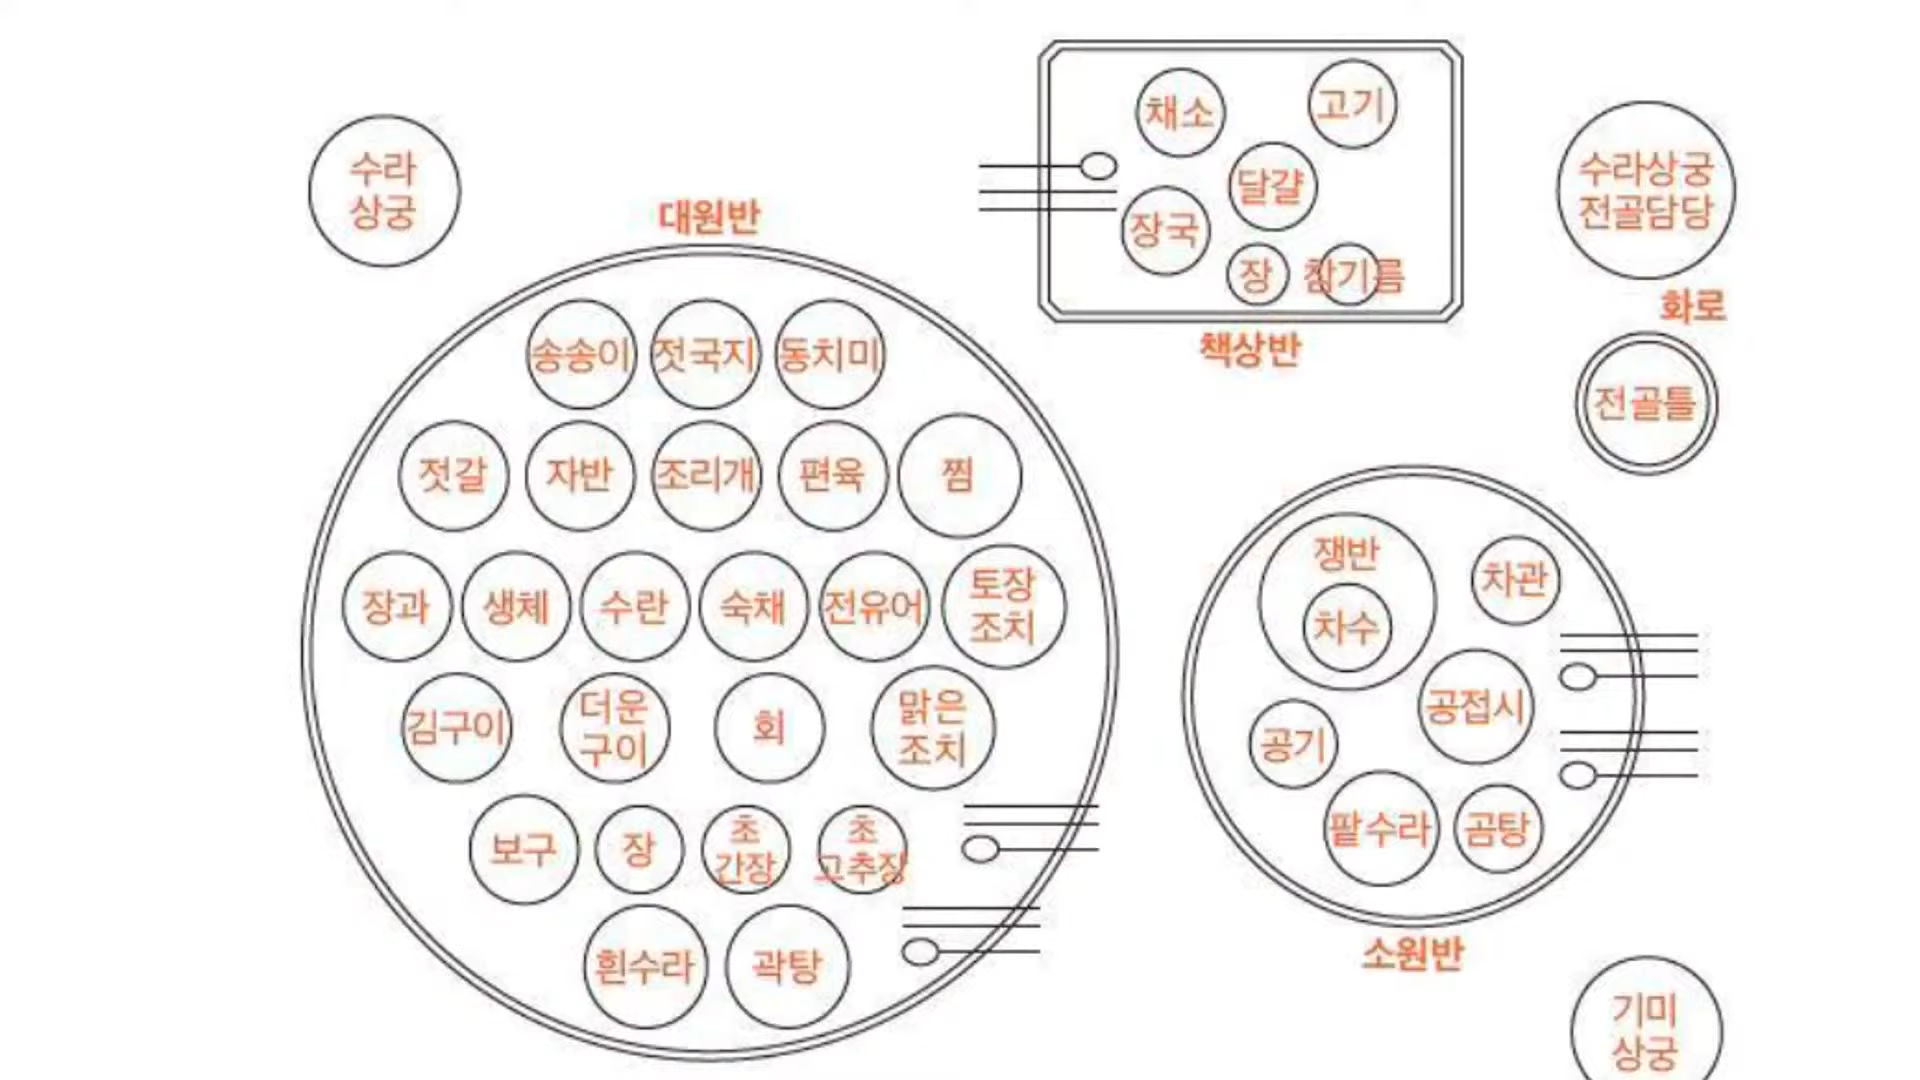 수라
상궁
대원반
송송이 젓국지 동치미
젓갈 자반 조리개 편육 찜
장과 생체 수란 숙채 전유어 토장
조치
김구이 더운
구이 회 맑은
조치
보구 장 초
간장 초
고추장
흰수라 곽탕
채소 고기
달걀
장국
장 참기름
책상반
수라상궁
전골담당
화로
전골틀
쟁반
차수
차관
공접시
공기
팥수라 곰탕
소원반
기미
상궁